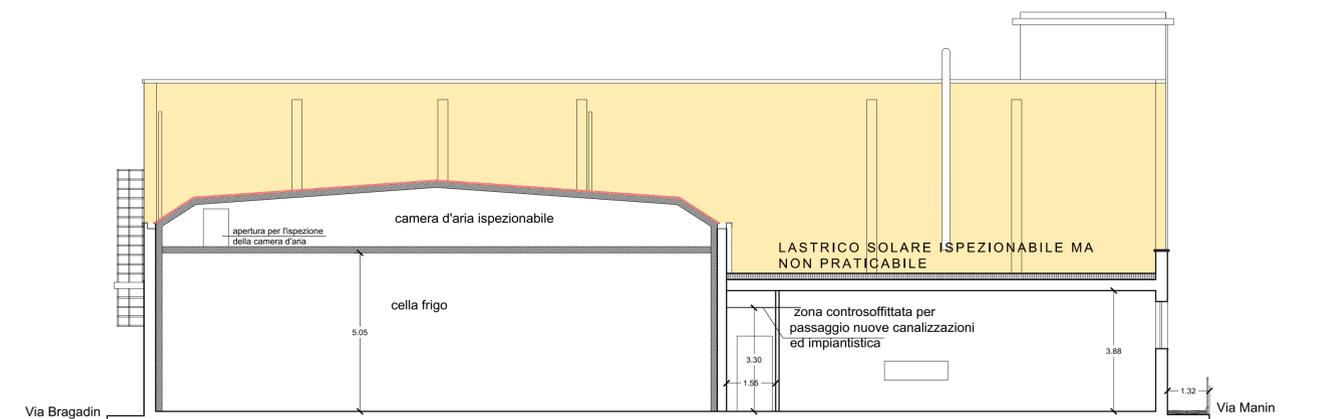 camera d'aria ispezionabile
apertura per l'ispezione
della camera d'aria
LASTRICO SOLARE ISPEZIONABILE MA
NON PRATICABILE
cella frigo
zona controsoffittata per
passaggio nuove canalizzazioni
ed impiantistica
5.05
3.30
3.88
1.55
1.32
Via Bragadin
Via Manin